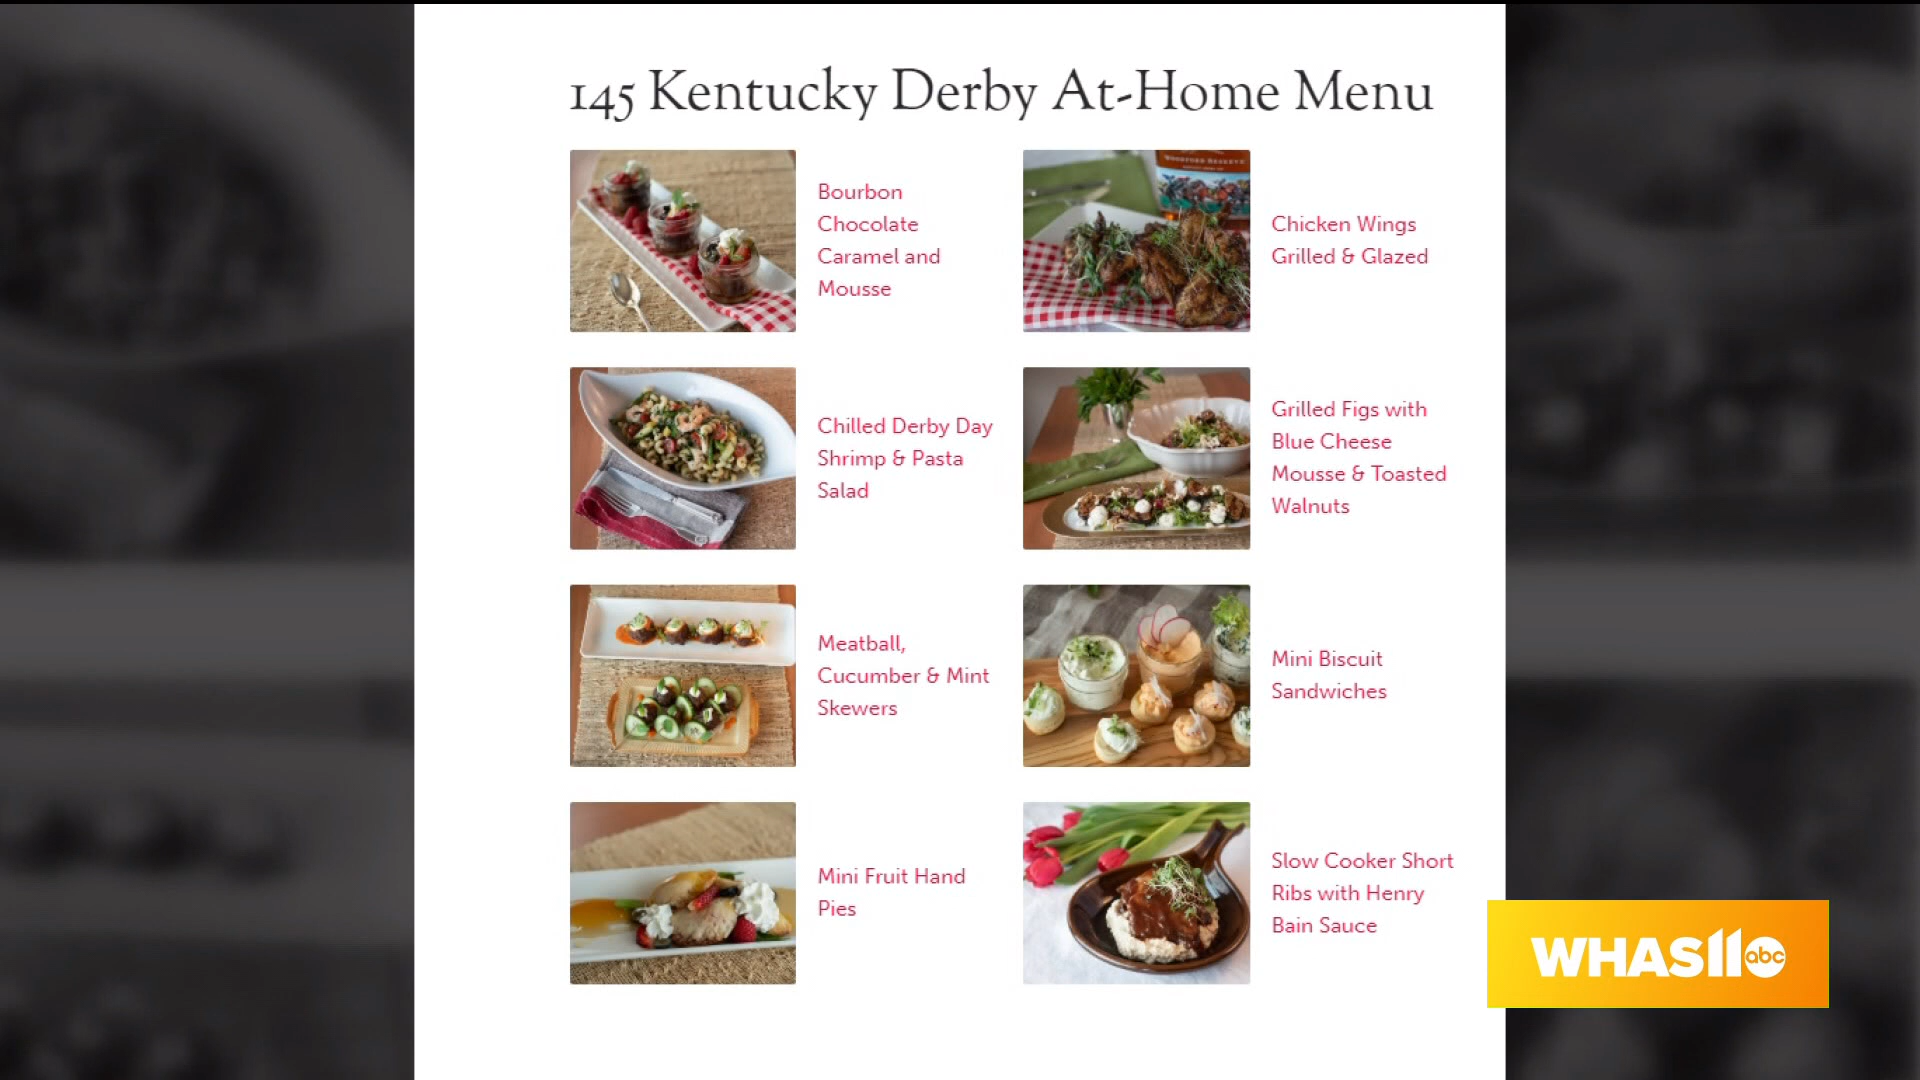 145 Kentucky Derby At-Home Menu
Bourbon
Chocolate
Caramel and
Mousse
WOODFORD RESERVE
Chicken Wings
Grilled & Glazed
Chilled Derby Day
Shrimp & Pasta
Salad
Grilled Figs with
Blue Cheese
Mousse & Toasted
Walnuts
Meatball,
Cucumber & Mint
Skewers
Mini Biscuit
Sandwiches
Mini Fruit Hand
Pies
Slow Cooker Short
Ribs with Henry
Bain Sauce
WHAS11 abc